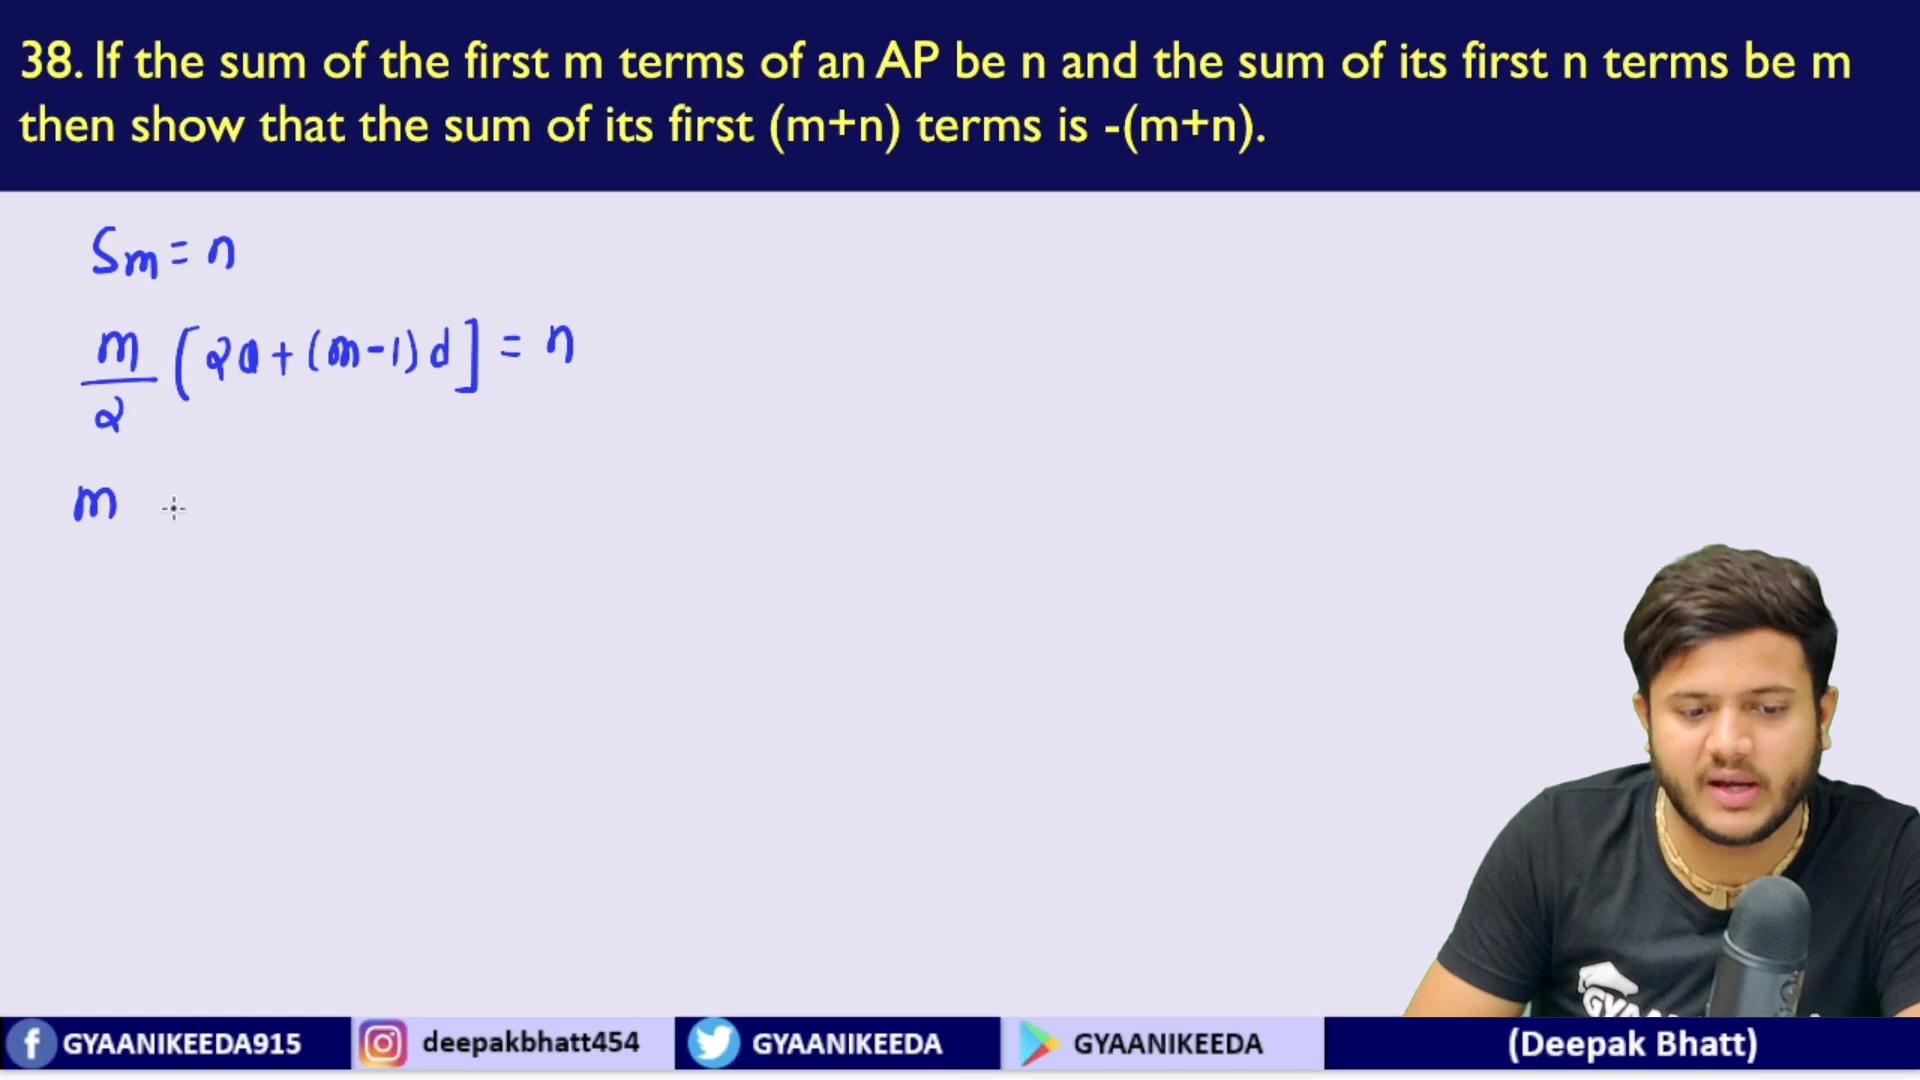 38. If the sum of the first m terms of an AP be n and the sum of its first n terms be m
then show that the sum of its first (m+n) terms is -(m+n).
Sm = n
m/2 [2a+(m-1)d] = n
m
GYAANIKEEDA915 deepakbhatt454 GYAANIKEEDA GYAANIKEEDA (Deepak Bhatt)